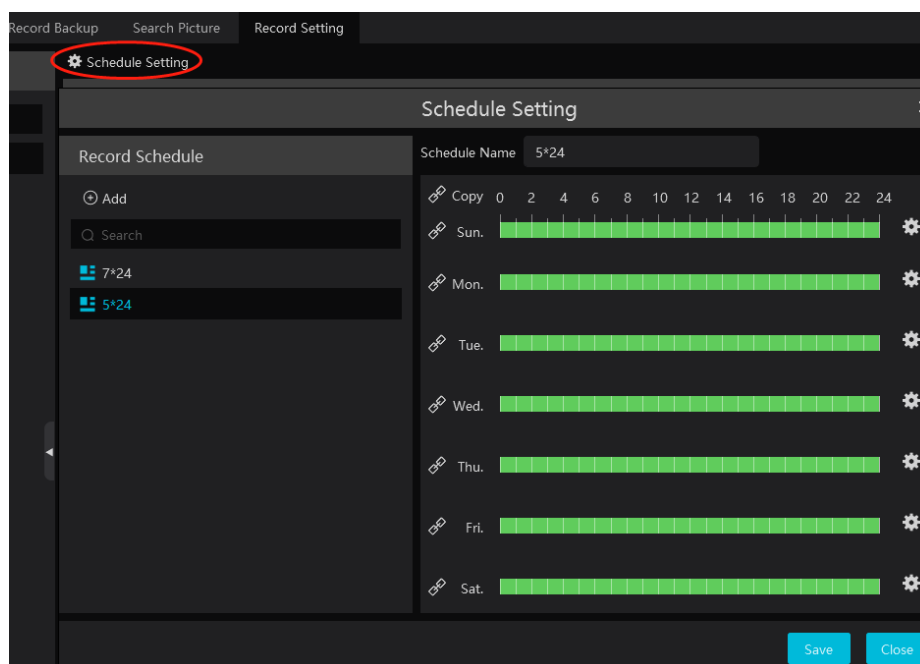 Record Backup Search Picture Record Setting
Schedule Setting
Schedule Setting
Record Schedule
Schedule Name 5*24
Add
Copy 0 2 4 6 8 10 12 14 16 18 20 22 24
Search
Sun.
7*24
Mon.
5*24
Tue.
Wed.
Thu.
Fri.
Sat.
Save Close